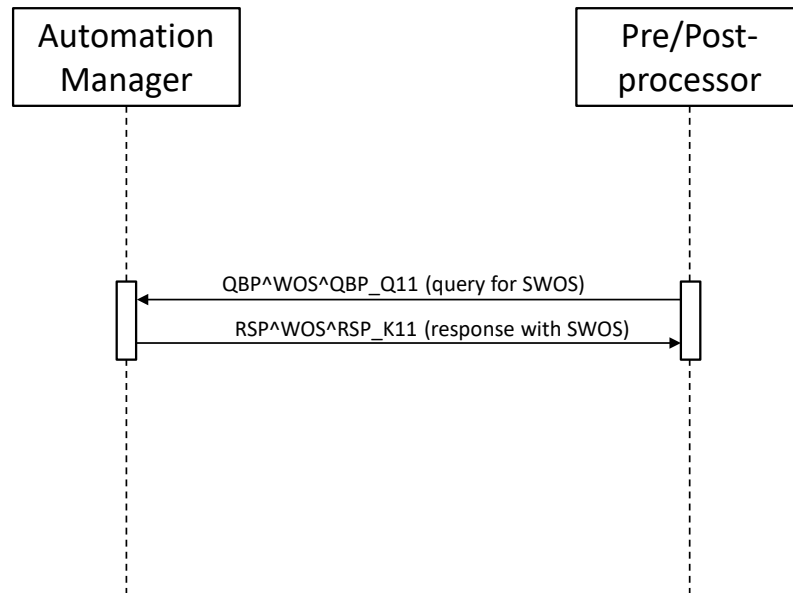 Automation
Manager
Pre/Post-
processor
QBP^WOS^QBP_Q11 (query for SWOS)
RSP^WOS^RSP_K11 (response with SWOS)